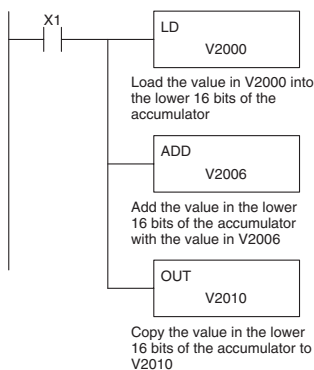 X1
LD
V2000
Load the value in V2000 into
the lower 16 bits of the
accumulator
ADD
V2006
Add the value in the lower
16 bits of the accumulator
with the value in V2006
OUT
V2010
Copy the value in the lower
16 bits of the accumulator to
V2010